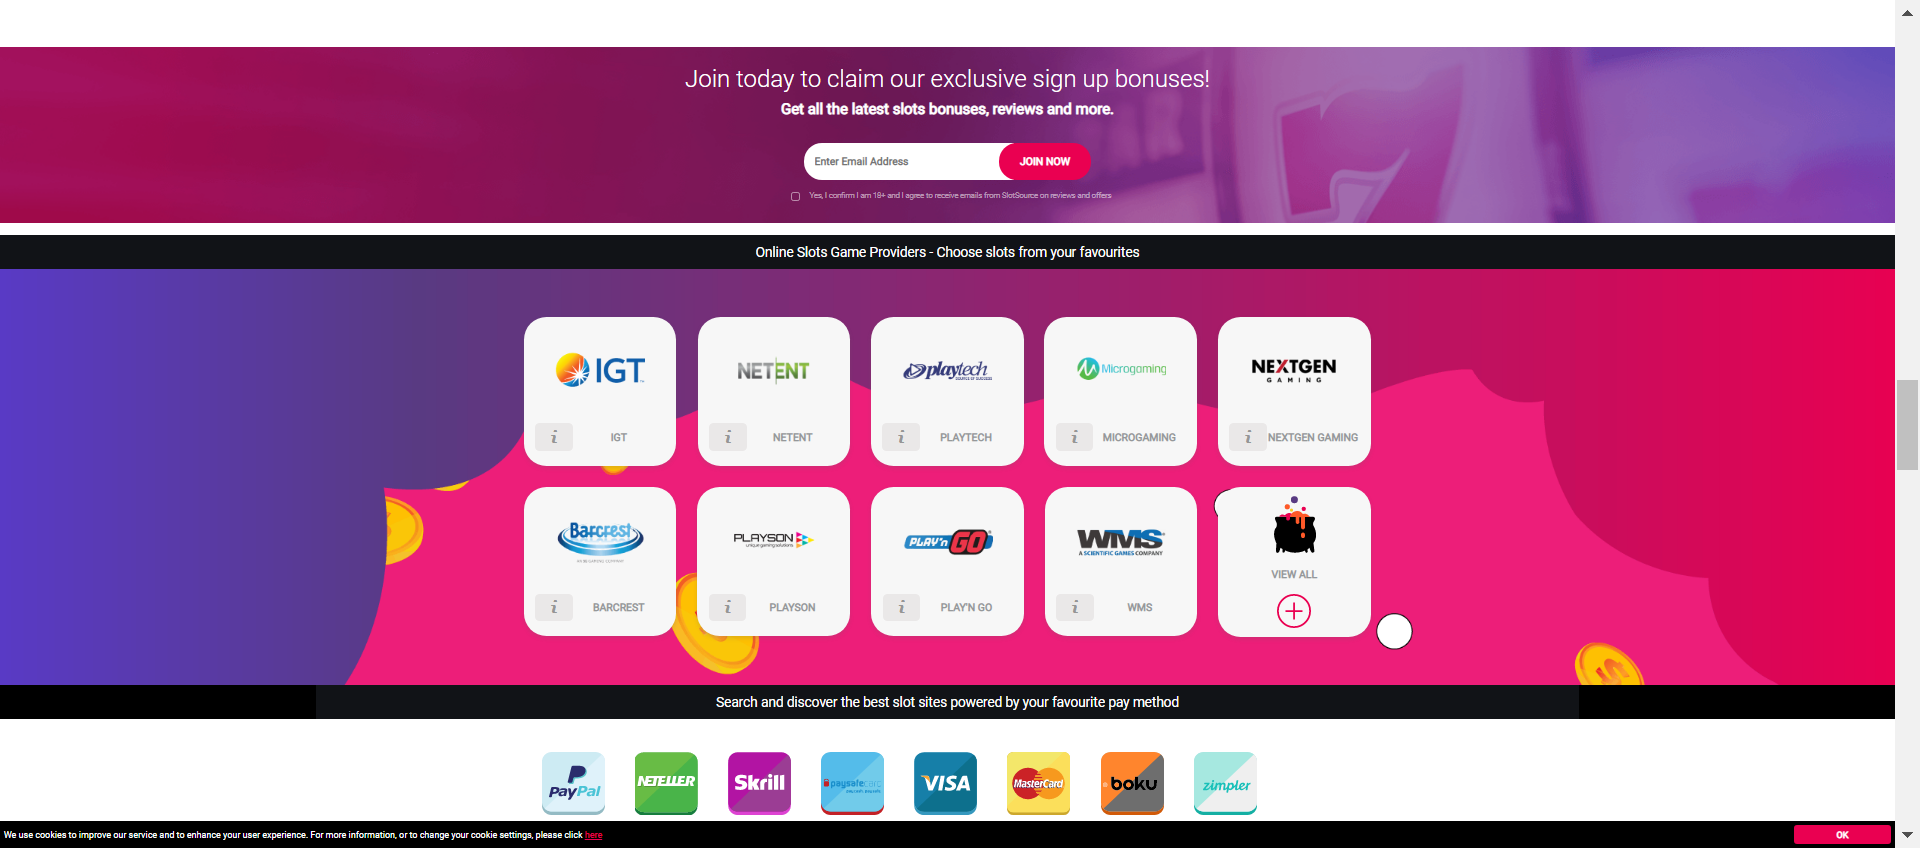 Join today to claim our exclusive sign up bonuses!
Get all the latest slots bonuses, reviews and more.
Enter Email Address
JOIN NOW
Yes, I confirm I am 18+ and I agree to receive emails from SlotSource on reviews and offers
Online Slots Game Providers - Choose slots from your favourites
IGT
NETENT
playtech
SOURCE OF SUCCESS
Microgaming
NEXTGEN
GAMING
i IGT
i NETENT
i PLAYTECH
i MICROGAMING
i NEXTGEN GAMING
Barcrest
PLAYSON
unique gaming solutions
PLAY'n GO
WMS
A SCIENTIFIC GAMES COMPANY
VIEW ALL
i BARCREST
i PLAYSON
i PLAY'N GO
i WMS
Search and discover the best slot sites powered by your favourite pay method
PayPal
NETELLER
Skrill
paysafecard
VISA
MasterCard
boku
zimpler
We use cookies to improve our service and to enhance your user experience. For more information, or to change your cookie settings, please click here
OK